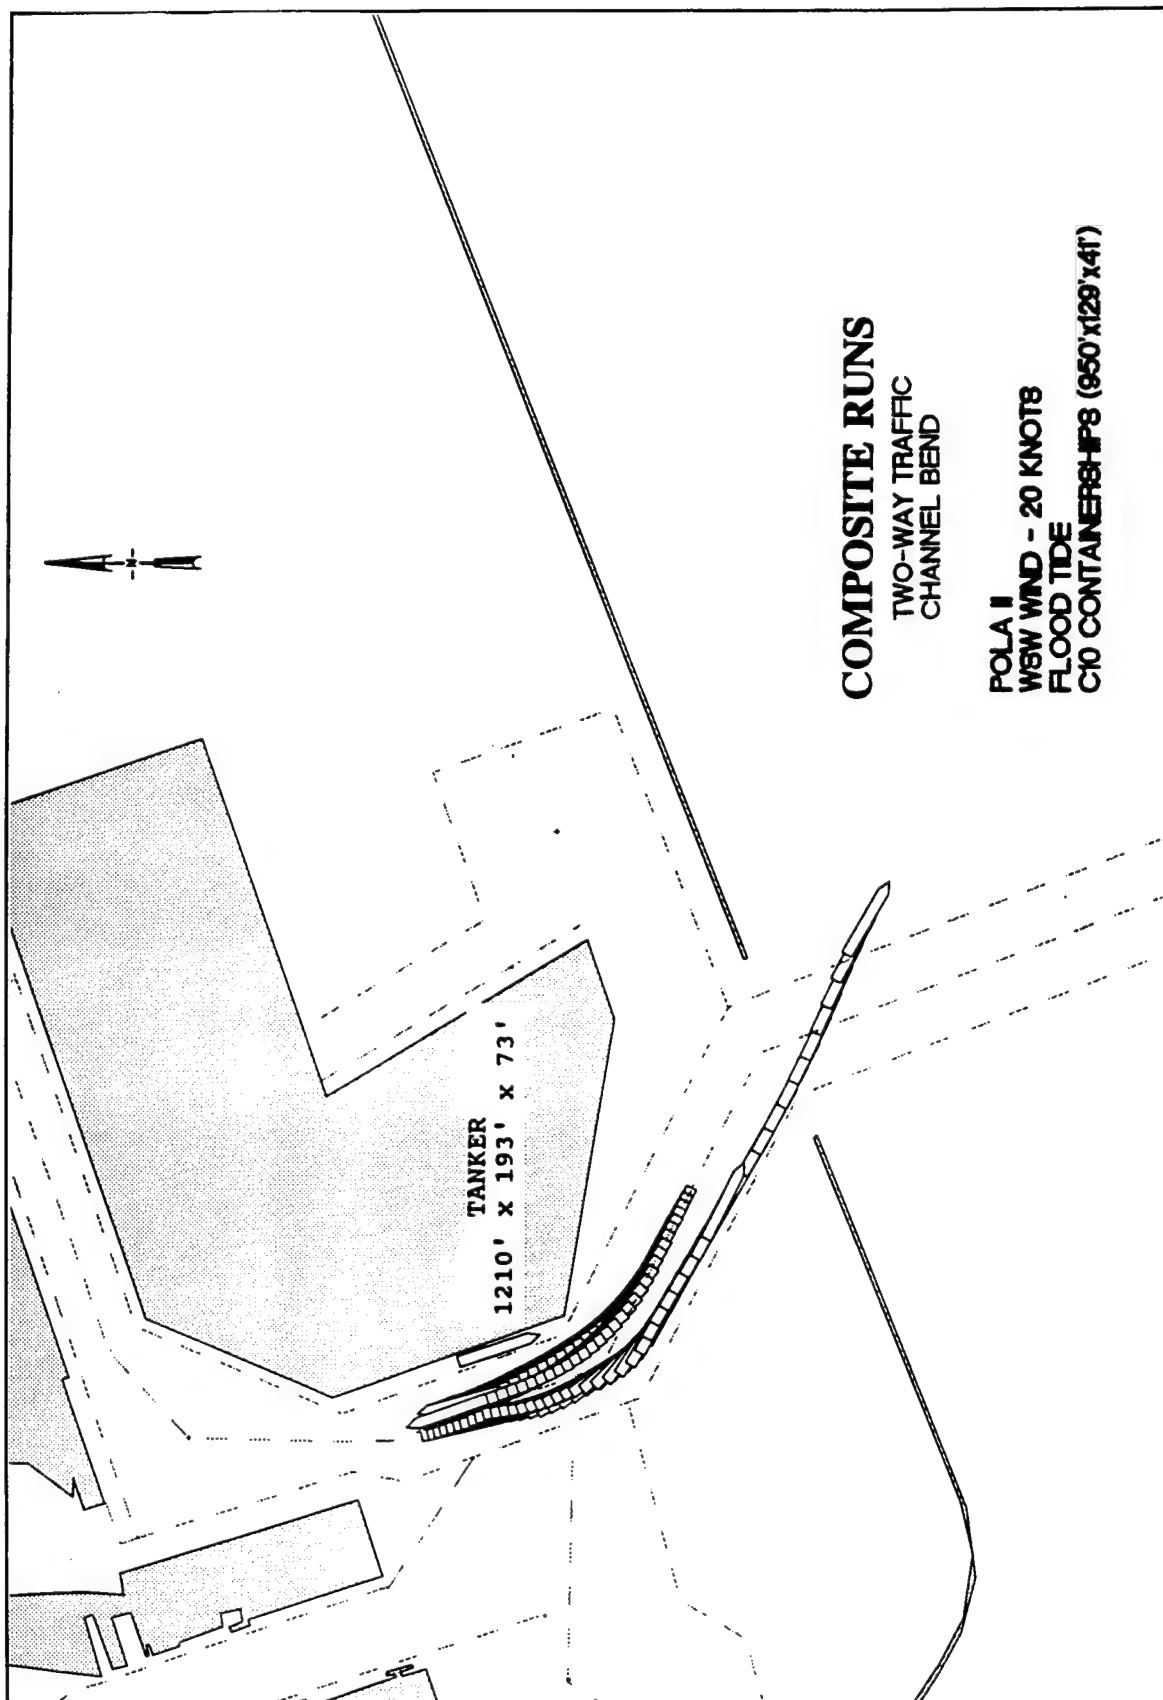 TANKER
1210' x 193' x 73'
COMPOSITE RUNS
TWO-WAY TRAFFIC
CHANNEL BEND
POLA II
WSW WIND - 20 KNOTS
FLOOD TIDE
C10 CONTAINERSHIPS (950'x129'x41')
N